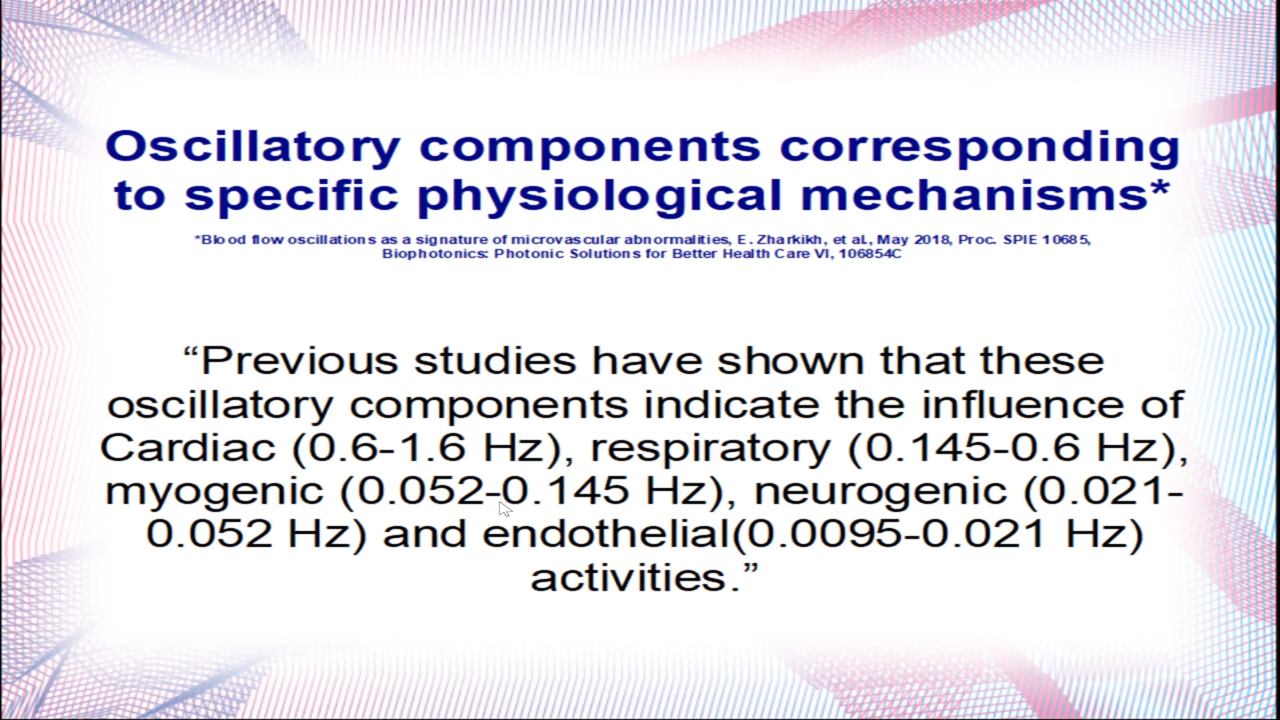 Oscillatory components corresponding
to specific physiological mechanisms*
*Blood flow oscillations as a signature of microvascular abnormalities, E. Zharkikh, et al., May 2018, Proc. SPIE 10685,
Biophotonics: Photonic Solutions for Better Health Care VI, 106854C
“Previous studies have shown that these
oscillatory components indicate the influence of
Cardiac (0.6-1.6 Hz), respiratory (0.145-0.6 Hz),
myogenic (0.052-0.145 Hz), neurogenic (0.021-
0.052 Hz) and endothelial(0.0095-0.021 Hz)
activities.”